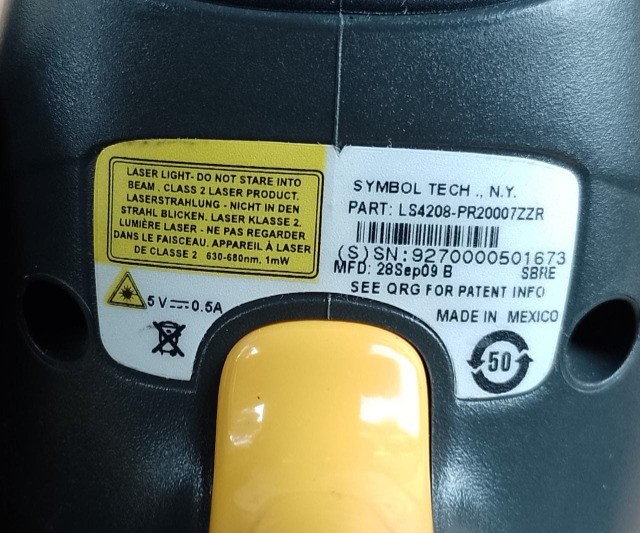 LASER LIGHT- DO NOT STARE INTO
BEAM . CLASS 2 LASER PRODUCT.
LASERSTRAHLUNG - NICHT IN DEN
STRAHL BLICKEN. LASER KLASSE 2.
LUMIÈRE LASER - NE PAS REGARDER
DANS LE FAISCEAU. APPAREIL À LASER
DE CLASSE 2 630-680nm, 1mW
5 V⎓0.5A
SYMBOL TECH ., N.Y.
PART: LS4208-PR20007ZZR
(S)SN:9270000501673
MFD: 28Sep09 B SBRE
SEE QRG FOR PATENT INFO
MADE IN MEXICO
50